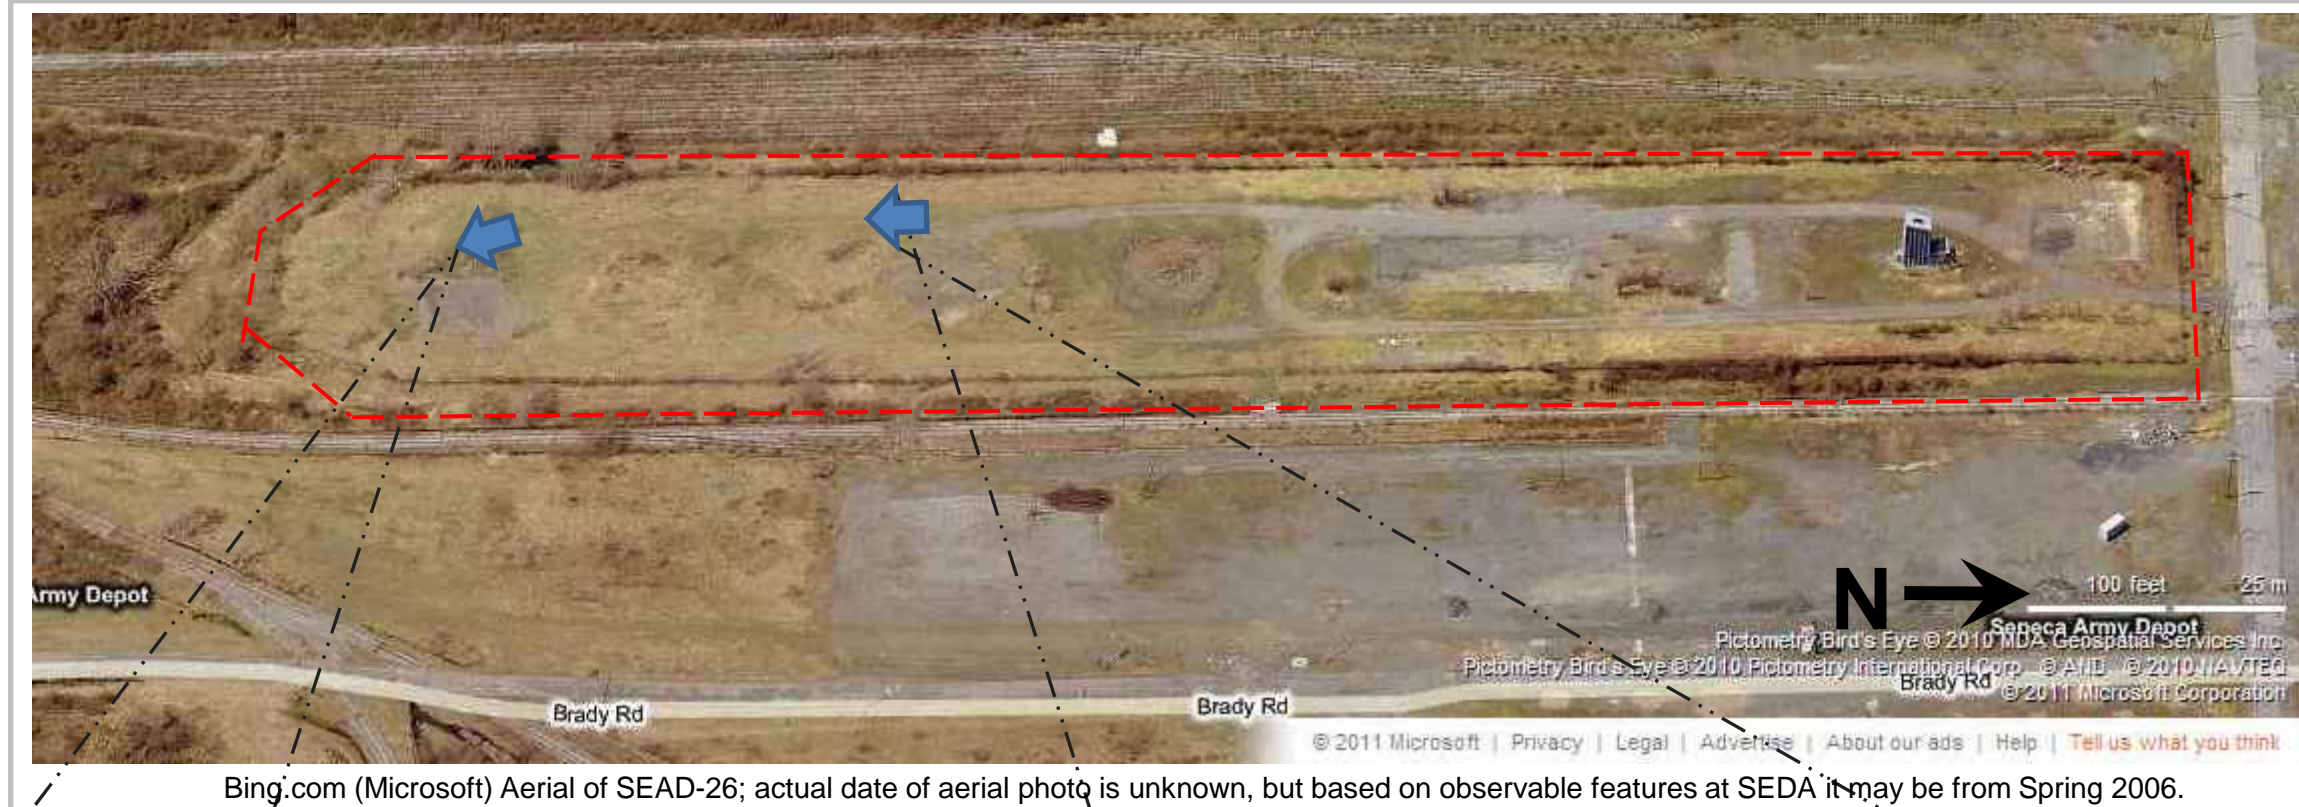 Army Depot
N
100 feet 25 m
Seneca Army Depot
Pictometry Bird's Eye © 2010 MDA Geospatial Services Inc.
Pictometry Bird's Eye © 2010 Pictometry International Corp. © AND © 2010 NAVTEQ
Brady Rd
© 2011 Microsoft Corporation
Brady Rd
Brady Rd
© 2011 Microsoft | Privacy | Legal | Advertise | About our ads | Help | Tell us what you think
Bing.com (Microsoft) Aerial of SEAD-26; actual date of aerial photo is unknown, but based on observable features at SEDA it may be from Spring 2006.